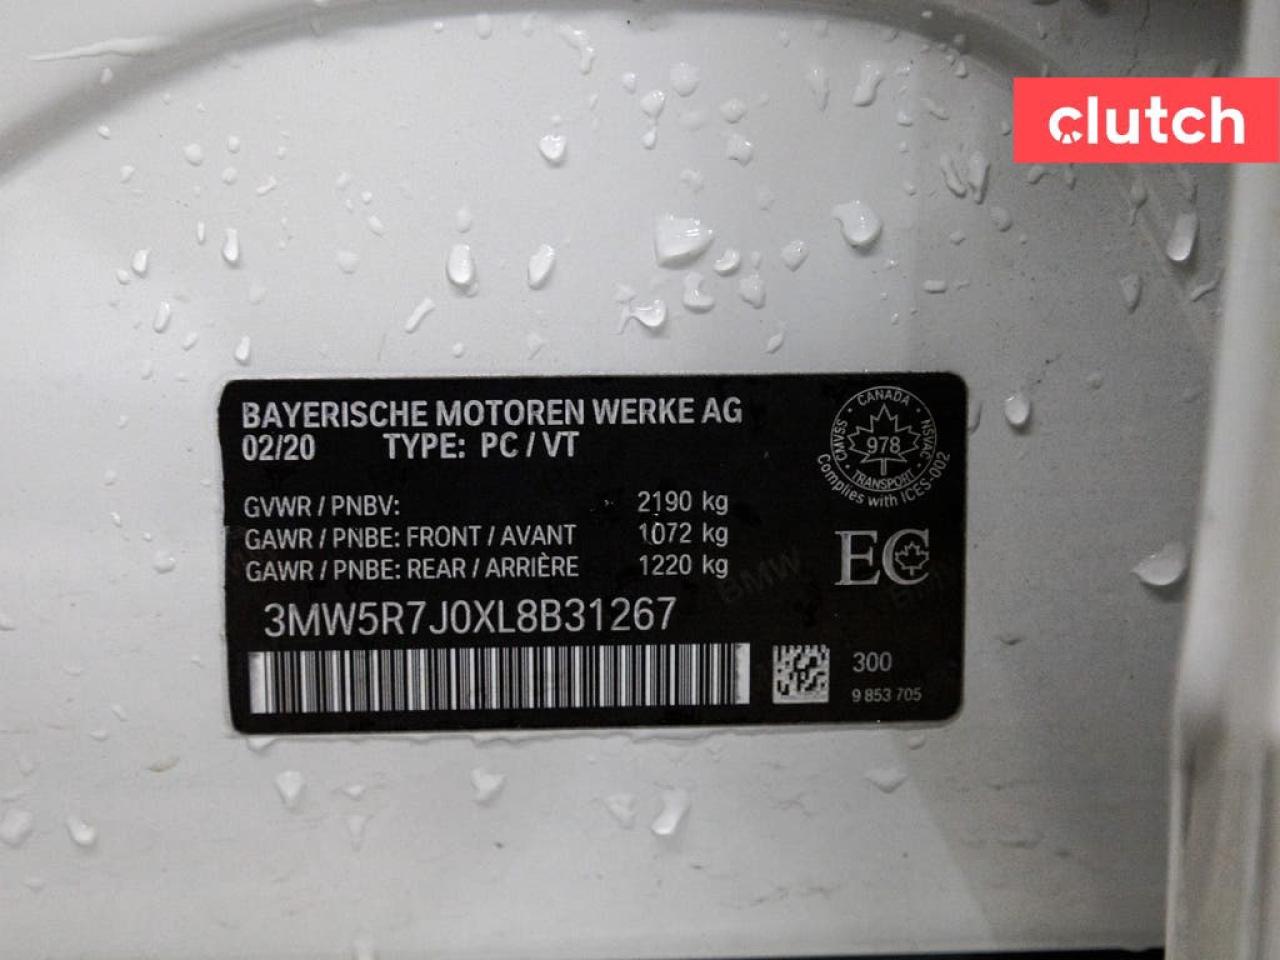 clutch
BAYERISCHE MOTOREN WERKE AG
02/20 TYPE: PC / VT
GVWR / PNBV: 2190 kg
GAWR / PNBE: FRONT / AVANT 1072 kg
GAWR / PNBE: REAR / ARRIÈRE 1220 kg
3MW5R7J0XL8B31267
CANADA
CMVSS 978 NSVAC
TRANSPORT
Complies with ICES-002
EC
BMW
300
9 853 705